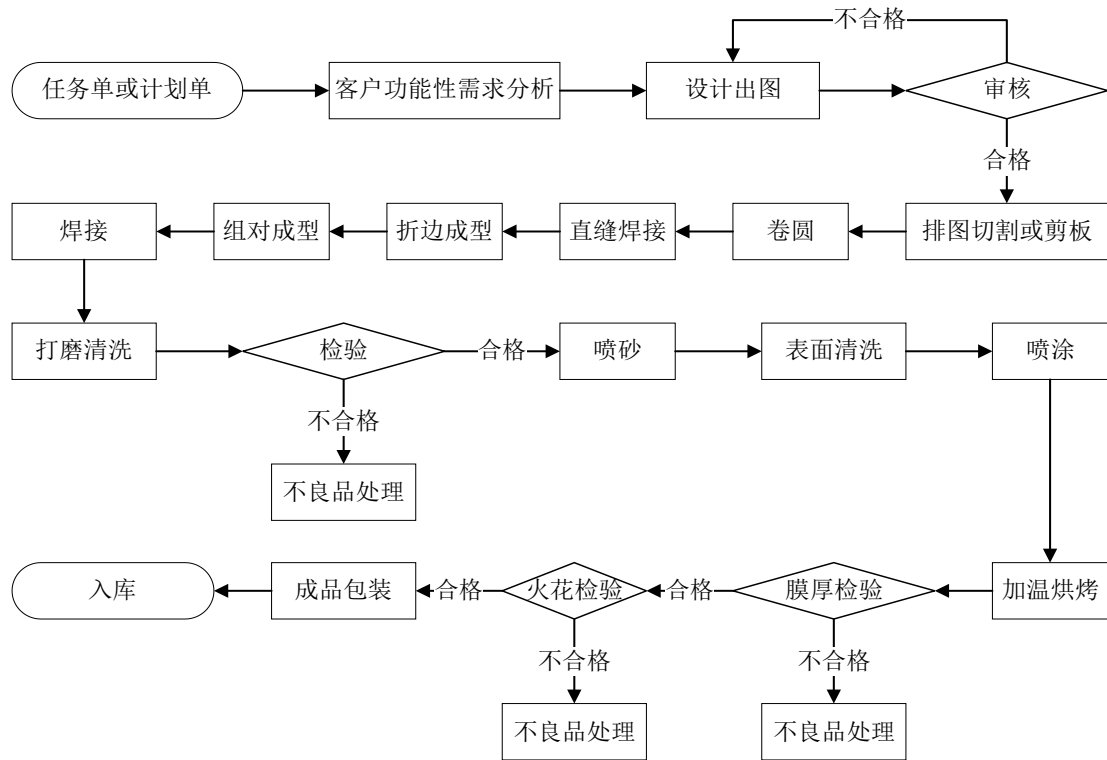 不合格
任务单或计划单
客户功能性需求分析
设计出图
审核
合格
焊接
组对成型
折边成型
直缝焊接
卷圆
排图切割或剪板
打磨清洗
检验
合格
喷砂
表面清洗
喷涂
不合格
不良品处理
入库
成品包装
合格
火花检验
合格
膜厚检验
加温烘烤
不合格
不合格
不良品处理
不良品处理